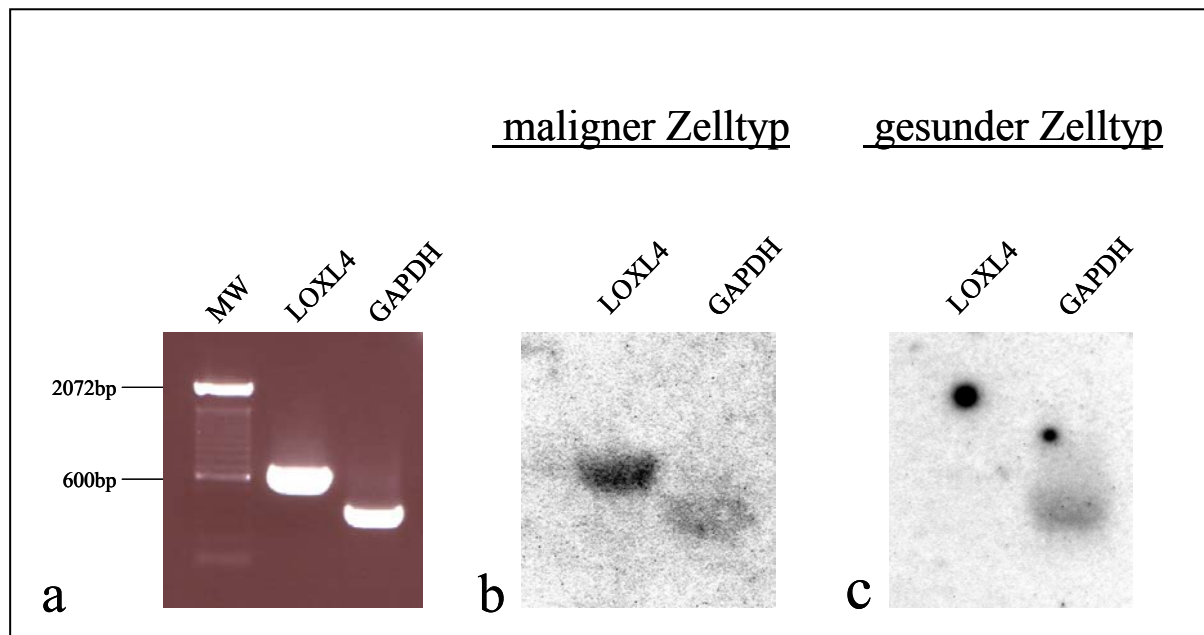 maligner Zelltyp
gesunder Zelltyp
MW
LOXL4
GAPDH
LOXL4
GAPDH
LOXL4
GAPDH
2072bp
600bp
a
b
c